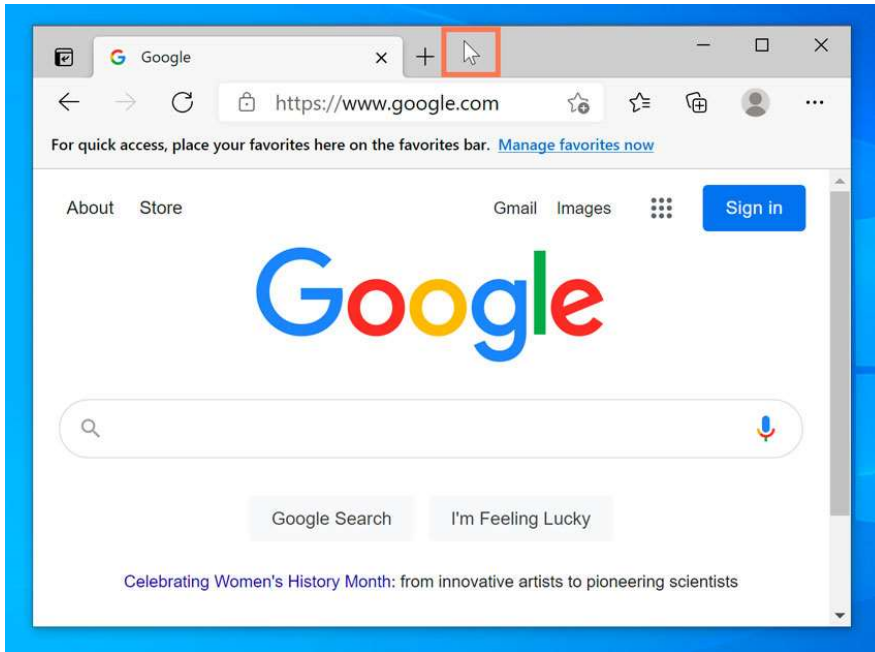 Google
https://www.google.com
For quick access, place your favorites here on the favorites bar. Manage favorites now
About Store Gmail Images Sign in
Google
Google Search I'm Feeling Lucky
Celebrating Women's History Month: from innovative artists to pioneering scientists